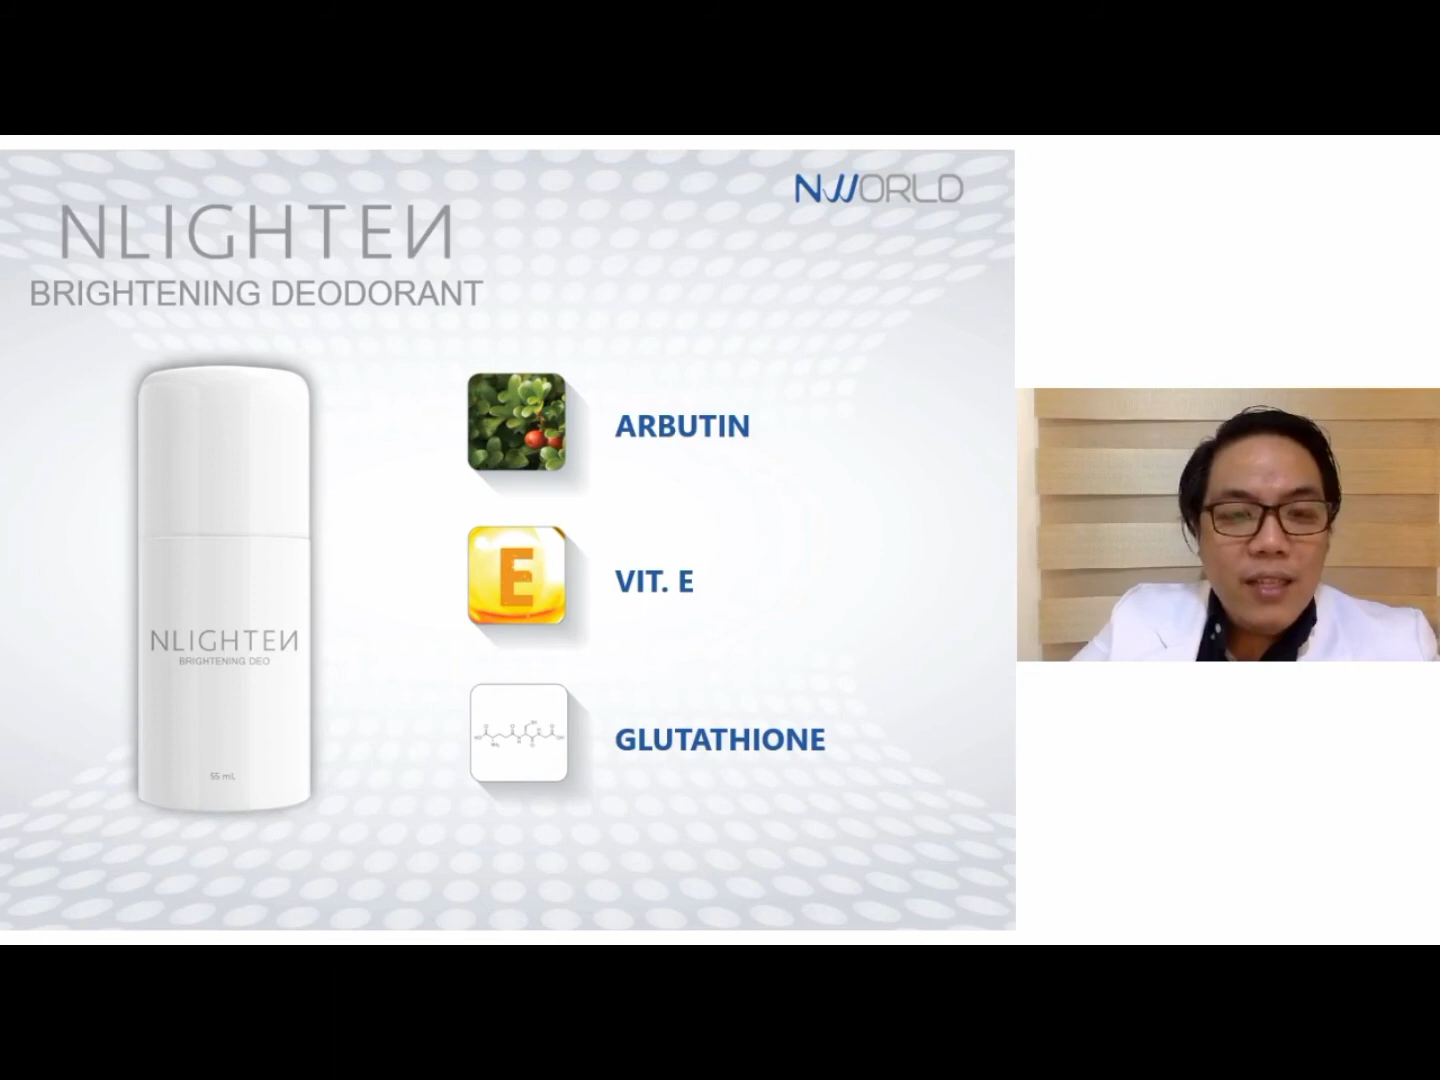 NWORLD
NLIGHTEN
BRIGHTENING DEODORANT
ARBUTIN
E
VIT. E
NLIGHTEN
BRIGHTENING DEO
GLUTATHIONE
55 mL